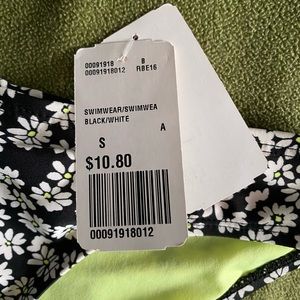 00091918 B
00091918012 RBE16
SWIMWEAR/SWIMWEA
BLACK/WHITE
S A
$10.80
00091918012